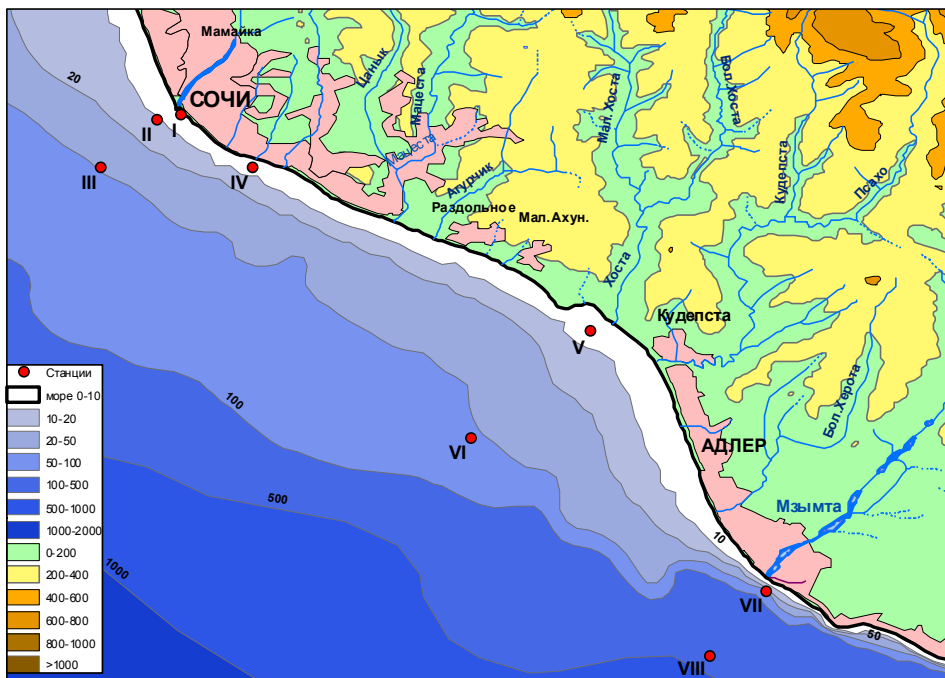 Мамайка
20
СОЧИ
Цанык
Мацеста
Мал.Хоста
Бол.Хоста
II
I
Мацеста
III
IV
Агурчик
Кудепста
Псахо
Раздольное
Мал.Ахун.
Хоста
Кудепста
V
Станции
море 0-10
10-20
20-50
50-100
100-500
500-1000
1000-2000
0-200
200-400
400-600
600-800
800-1000
>1000
100
VI
Бол.Херота
АДЛЕР
500
Мзымта
10
1000
VII
50
VIII